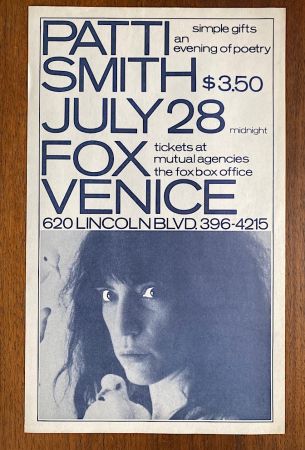 PATTI
simple gifts
an
evening of poetry
SMITH $3.50
JULY 28 midnight
FOX
tickets at
mutual agencies
the fox box office
VENICE
620 LINCOLN BLVD. 396-4215